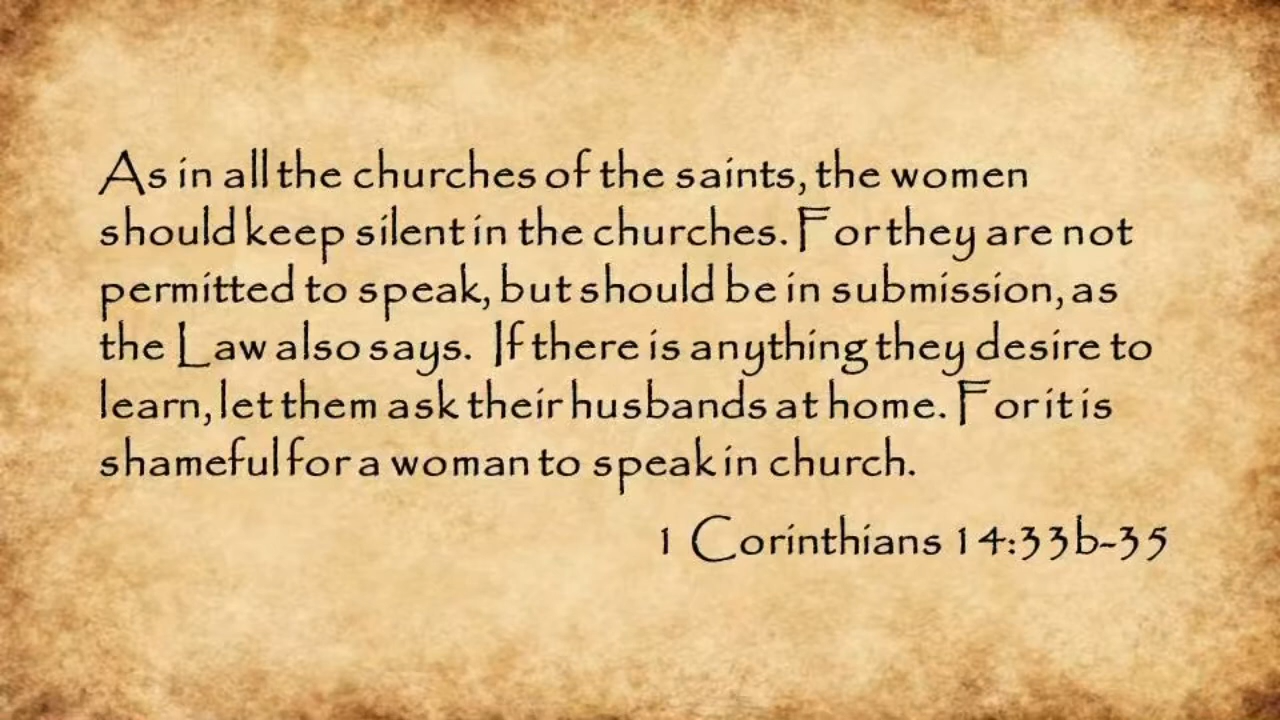 As in all the churches of the saints, the women
should keep silent in the churches. For they are not
permitted to speak, but should be in submission, as
the Law also says. If there is anything they desire to
learn, let them ask their husbands at home. For it is
shameful for a woman to speak in church.
1 Corinthians 14:33b-35